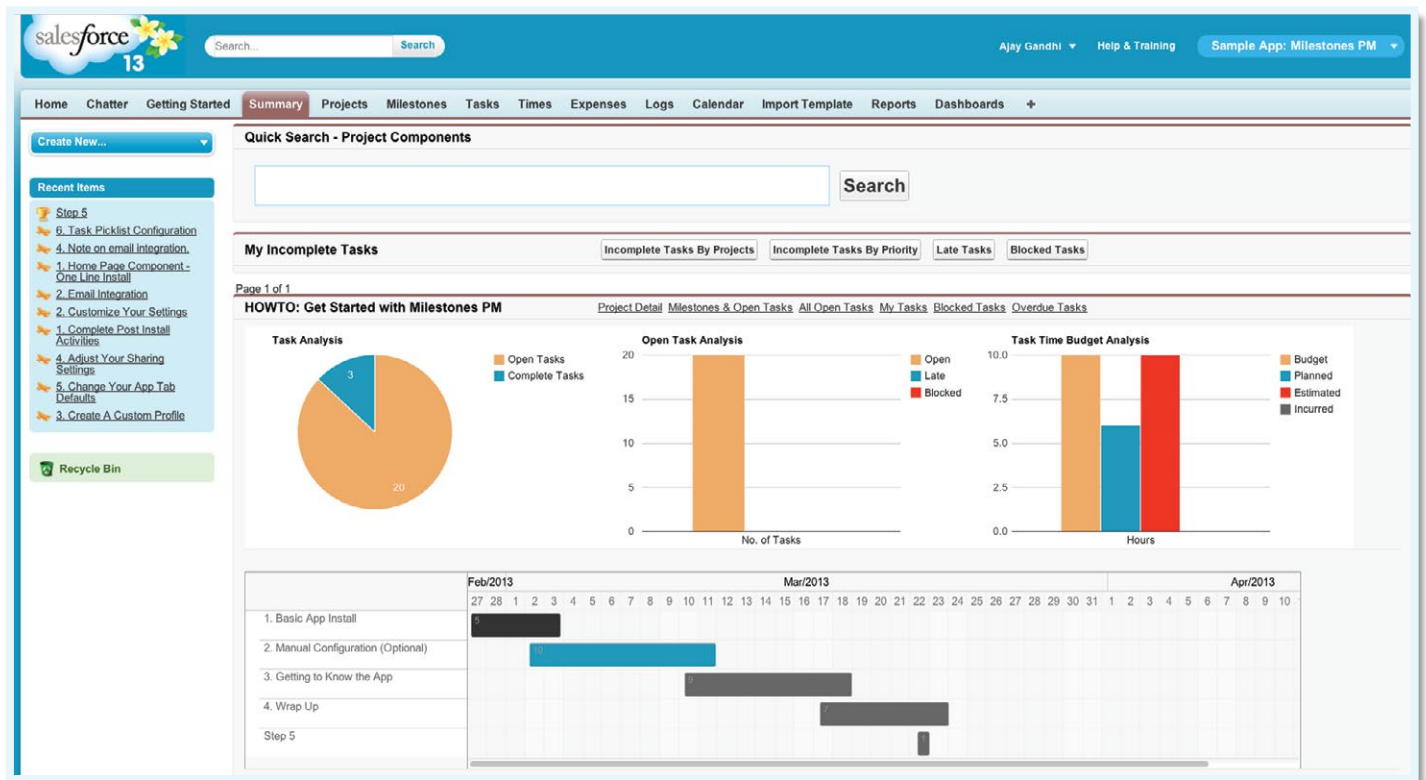 salesforce
13
Search...
Search
Ajay Gandhi
Help & Training
Sample App: Milestones PM
Home Chatter Getting Started Summary Projects Milestones Tasks Times Expenses Logs Calendar Import Template Reports Dashboards +
Create New...
Recent Items
Step 5
6. Task Picklist Configuration
4. Note on email integration.
1. Home Page Component -
One Line Install
2. Email Integration
2. Customize Your Settings
1. Complete Post Install
Activities
4. Adjust Your Sharing
Settings
5. Change Your App Tab
Defaults
3. Create A Custom Profile
Recycle Bin
Quick Search - Project Components
Search
My Incomplete Tasks
Incomplete Tasks By Projects Incomplete Tasks By Priority Late Tasks Blocked Tasks
Page 1 of 1
HOWTO: Get Started with Milestones PM
Project Detail Milestones & Open Tasks All Open Tasks My Tasks Blocked Tasks Overdue Tasks
Task Analysis
3
20
Open Tasks
Complete Tasks
Open Task Analysis
20
15
10
5
0
No. of Tasks
Open
Late
Blocked
Task Time Budget Analysis
10.0
7.5
5.0
2.5
0.0
Hours
Budget
Planned
Estimated
Incurred
Feb/2013 Mar/2013 Apr/2013
27 28 1 2 3 4 5 6 7 8 9 10 11 12 13 14 15 16 17 18 19 20 21 22 23 24 25 26 27 28 29 30 31 1 2 3 4 5 6 7 8 9 10
1. Basic App Install
5
2. Manual Configuration (Optional)
10
3. Getting to Know the App
9
4. Wrap Up
7
Step 5